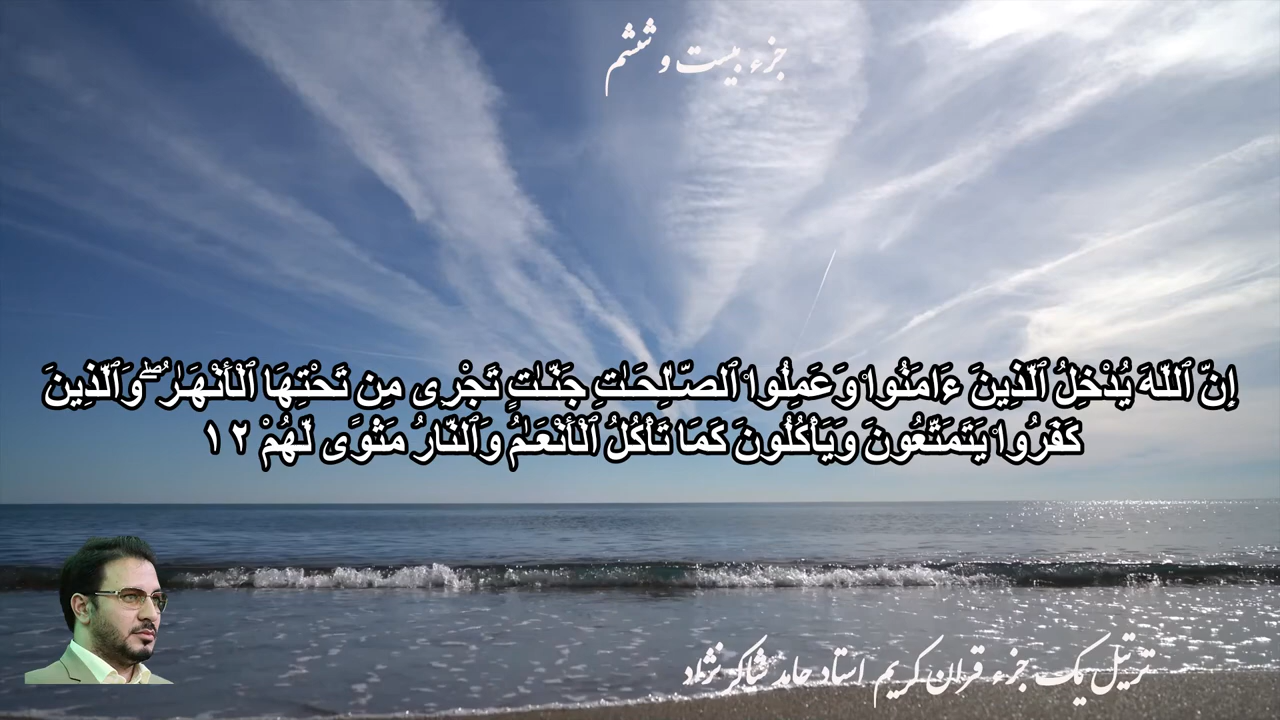 جزء بیست و ششم
إِنَّ ٱللَّهَ يُدْخِلُ ٱلَّذِينَ ءَامَنُوا۟ وَعَمِلُوا۟ ٱلصَّـٰلِحَـٰتِ جَنَّـٰتٍ تَجْرِى مِن تَحْتِهَا ٱلْأَنْهَـٰرُ ۖ وَٱلَّذِينَ
كَفَرُوا۟ يَتَمَتَّعُونَ وَيَأْكُلُونَ كَمَا تَأْكُلُ ٱلْأَنْعَـٰمُ وَٱلنَّارُ مَثْوًى لَّهُمْ ١٢
ترتیل یک جزء قران کریم استاد حامد شاکرنژاد